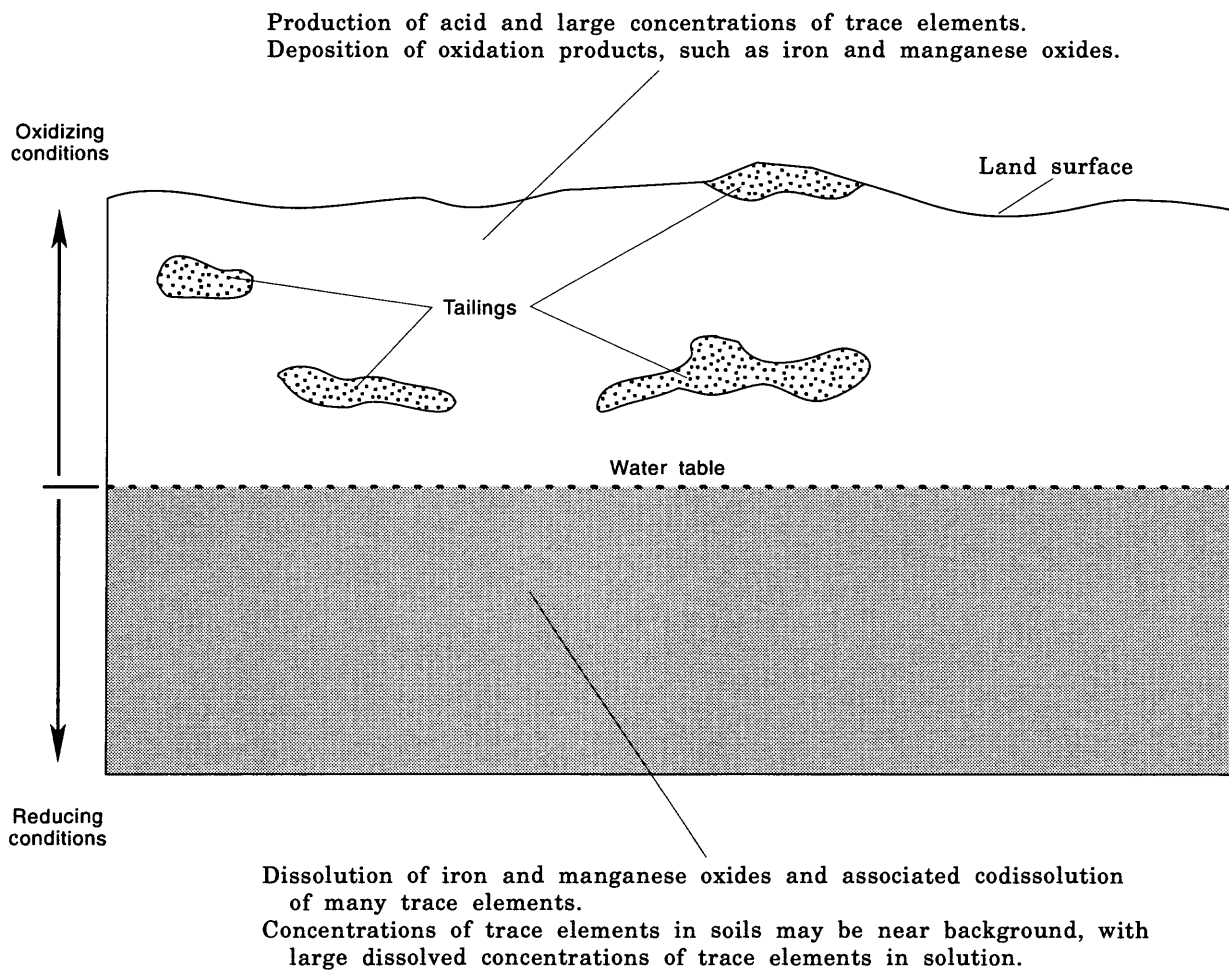 Production of acid and large concentrations of trace elements.
Deposition of oxidation products, such as iron and manganese oxides.
Oxidizing
conditions
Land surface
Tailings
Water table
Reducing
conditions
Dissolution of iron and manganese oxides and associated codissolution
of many trace elements.
Concentrations of trace elements in soils may be near background, with
large dissolved concentrations of trace elements in solution.